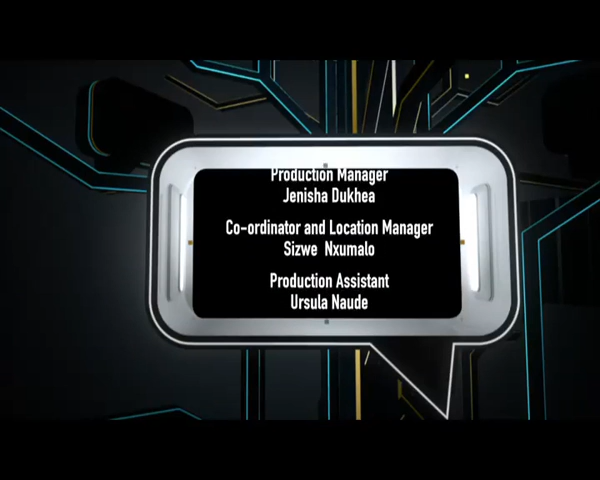 Production Manager
Jenisha Dukhea
Co-ordinator and Location Manager
Sizwe Nxumalo
Production Assistant
Ursula Naude